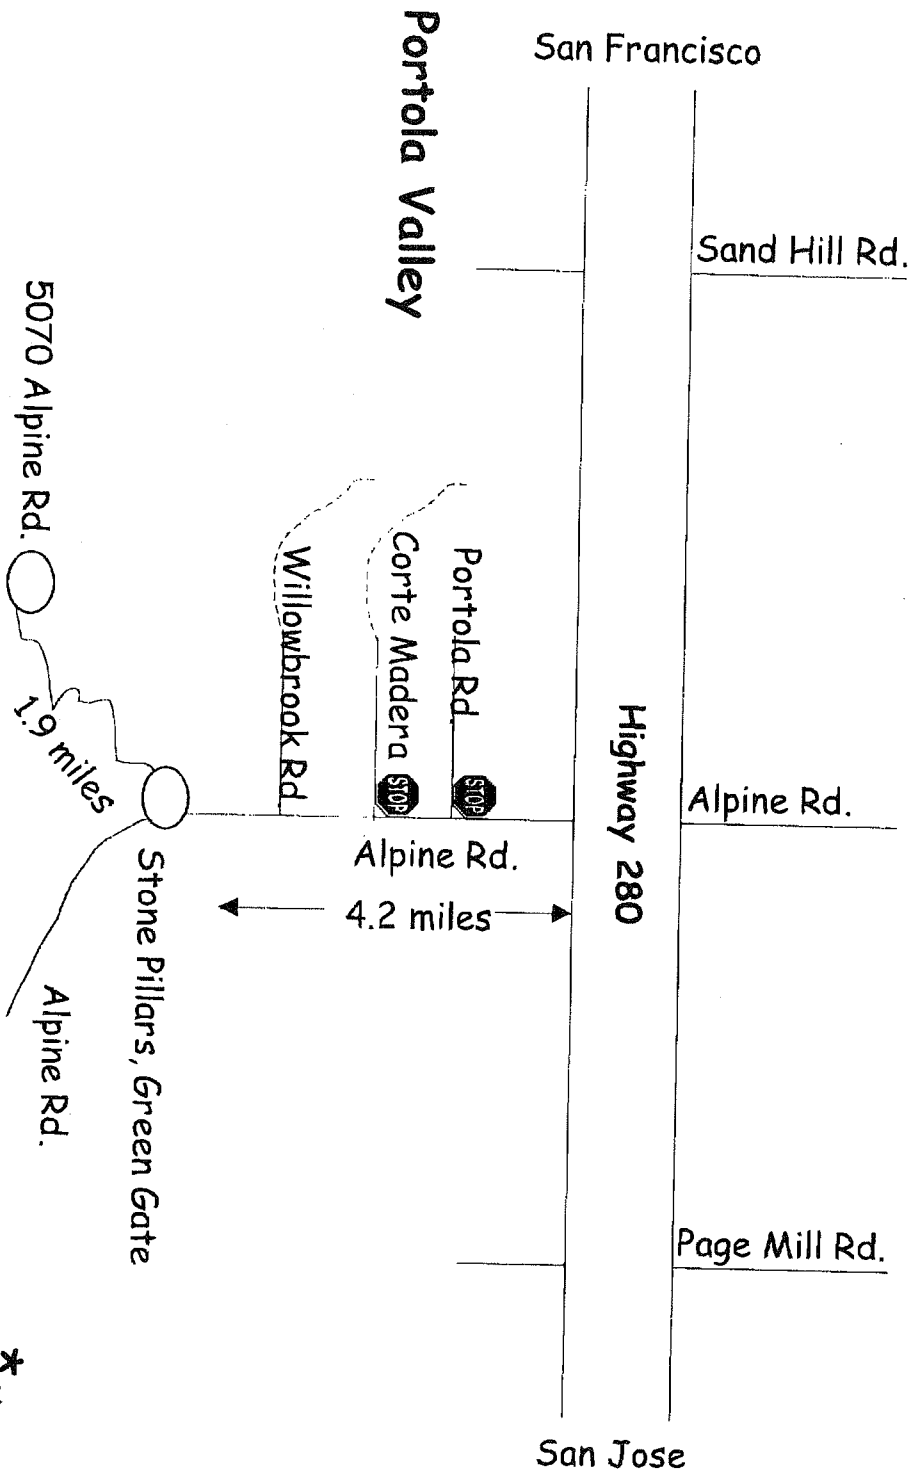 San Francisco
Portola Valley
Sand Hill Rd.
5070 Alpine Rd.
Willowbrook Rd
Corte Madera
Portola Rd
STOP
STOP
Highway 280
Alpine Rd.
1.9 miles
Alpine Rd.
4.2 miles
Stone Pillars, Green Gate
Alpine Rd.
Page Mill Rd.
*
San Jose